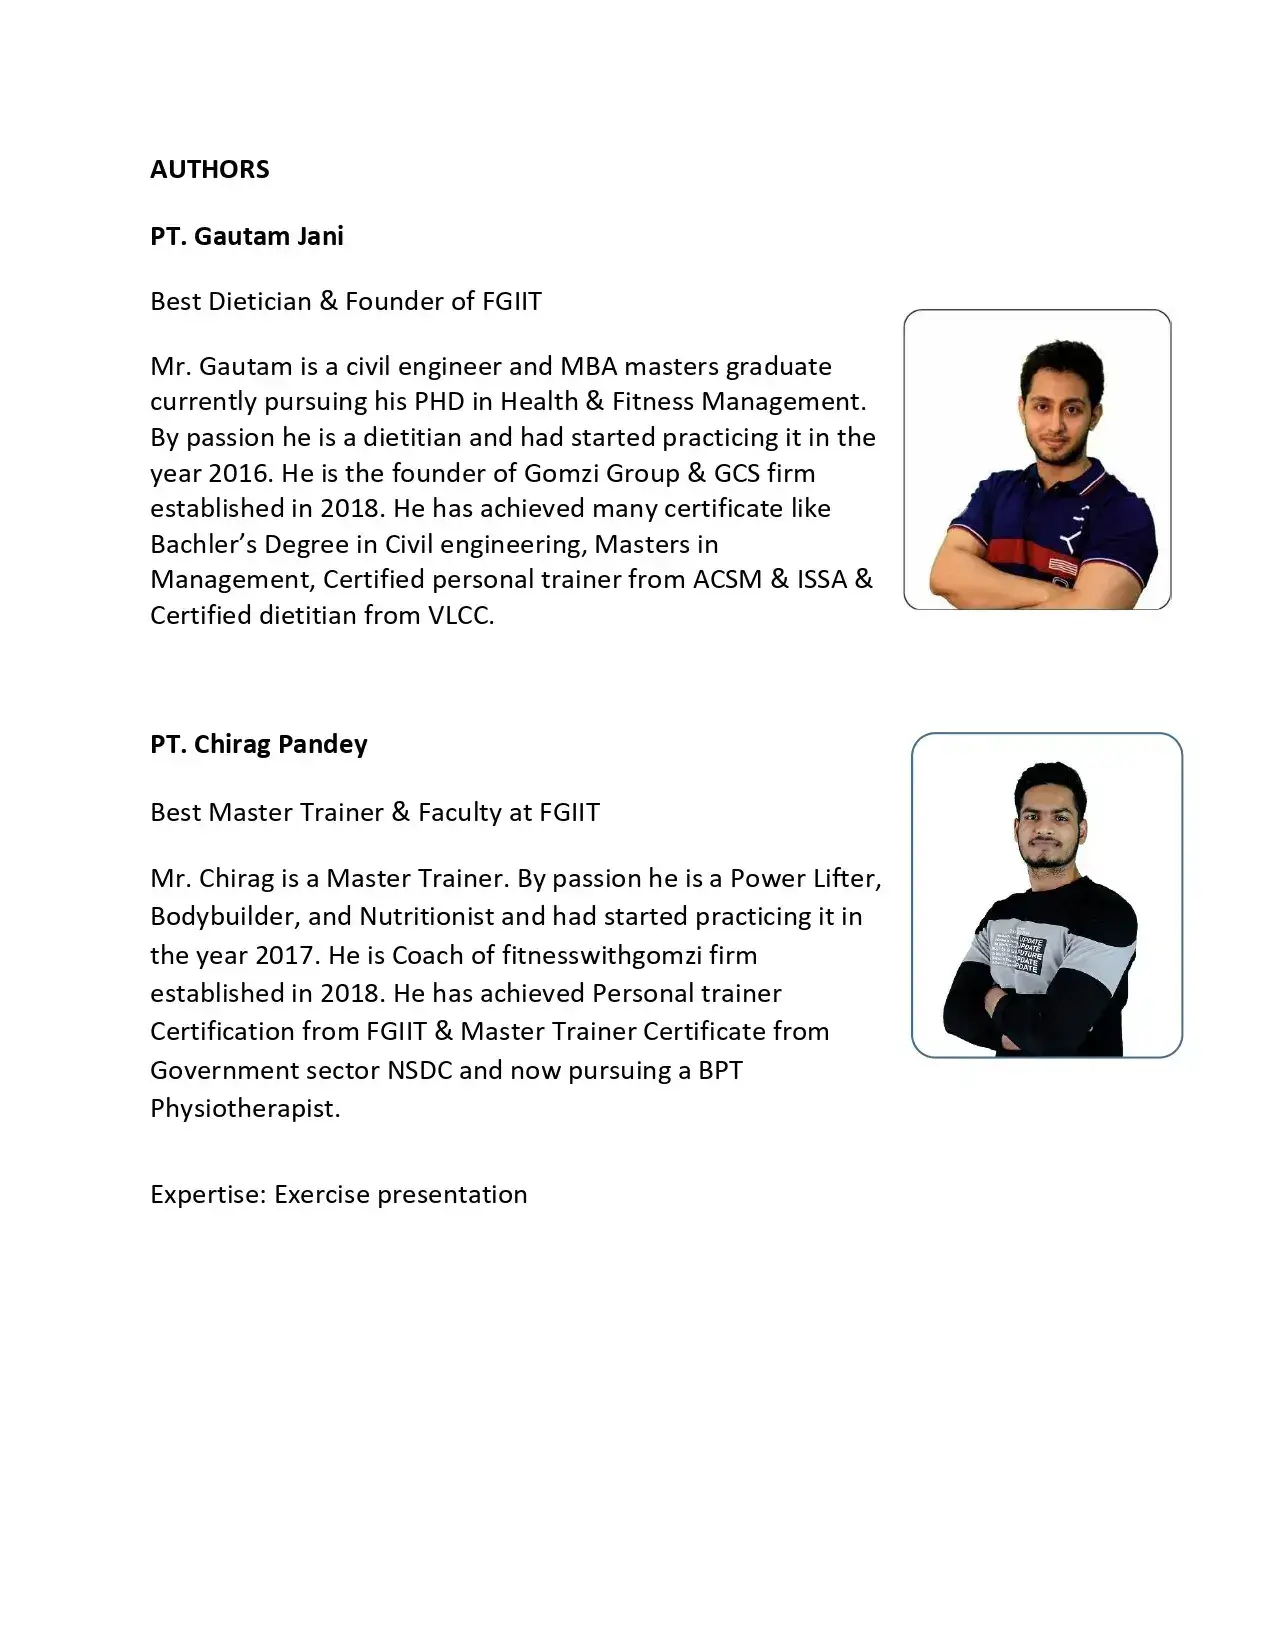 AUTHORS
PT. Gautam Jani
Best Dietician & Founder of FGIIT
Mr. Gautam is a civil engineer and MBA masters graduate
currently pursuing his PHD in Health & Fitness Management.
By passion he is a dietitian and had started practicing it in the
year 2016. He is the founder of Gomzi Group & GCS firm
established in 2018. He has achieved many certificate like
Bachler’s Degree in Civil engineering, Masters in
Management, Certified personal trainer from ACSM & ISSA &
Certified dietitian from VLCC.
PT. Chirag Pandey
Best Master Trainer & Faculty at FGIIT
Mr. Chirag is a Master Trainer. By passion he is a Power Lifter,
Bodybuilder, and Nutritionist and had started practicing it in
the year 2017. He is Coach of fitnesswithgomzi firm
established in 2018. He has achieved Personal trainer
Certification from FGIIT & Master Trainer Certificate from
Government sector NSDC and now pursuing a BPT
Physiotherapist.
Expertise: Exercise presentation
UPDATE
UPDATE
FUTURE
UPDATE
UPDATE